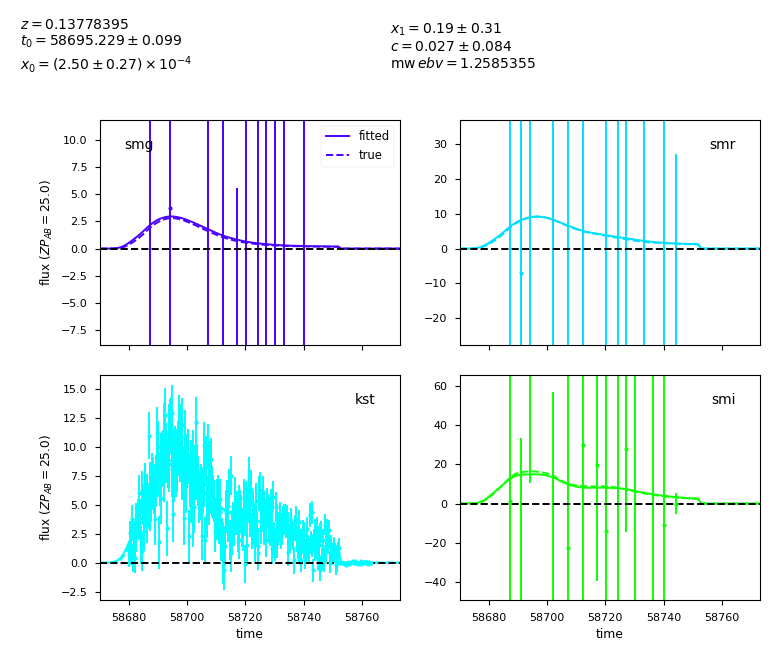 z = 0.13778395
t₀ = 58695.229 ± 0.099
x₀ = (2.50 ± 0.27) × 10⁻⁴
x₁ = 0.19 ± 0.31
c = 0.027 ± 0.084
mw ebv = 1.2585355
smg
fitted
true
10.0
7.5
5.0
2.5
0.0
−2.5
−5.0
−7.5
flux (ZP_AB = 25.0)
smr
30
20
10
0
−10
−20
kst
15.0
12.5
10.0
7.5
5.0
2.5
0.0
−2.5
flux (ZP_AB = 25.0)
58680 58700 58720 58740 58760
time
smi
60
40
20
0
−20
−40
58680 58700 58720 58740 58760
time